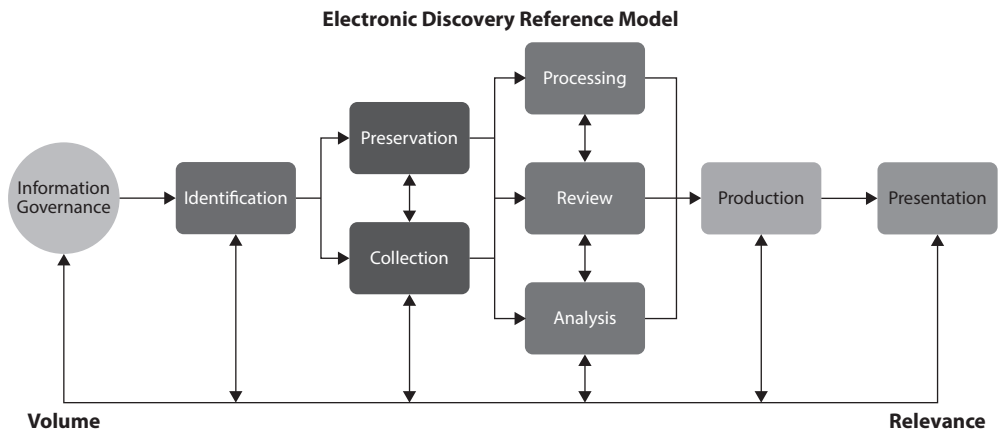 Electronic Discovery Reference Model
Information
Governance
Identification
Preservation
Collection
Processing
Review
Analysis
Production
Presentation
Volume
Relevance